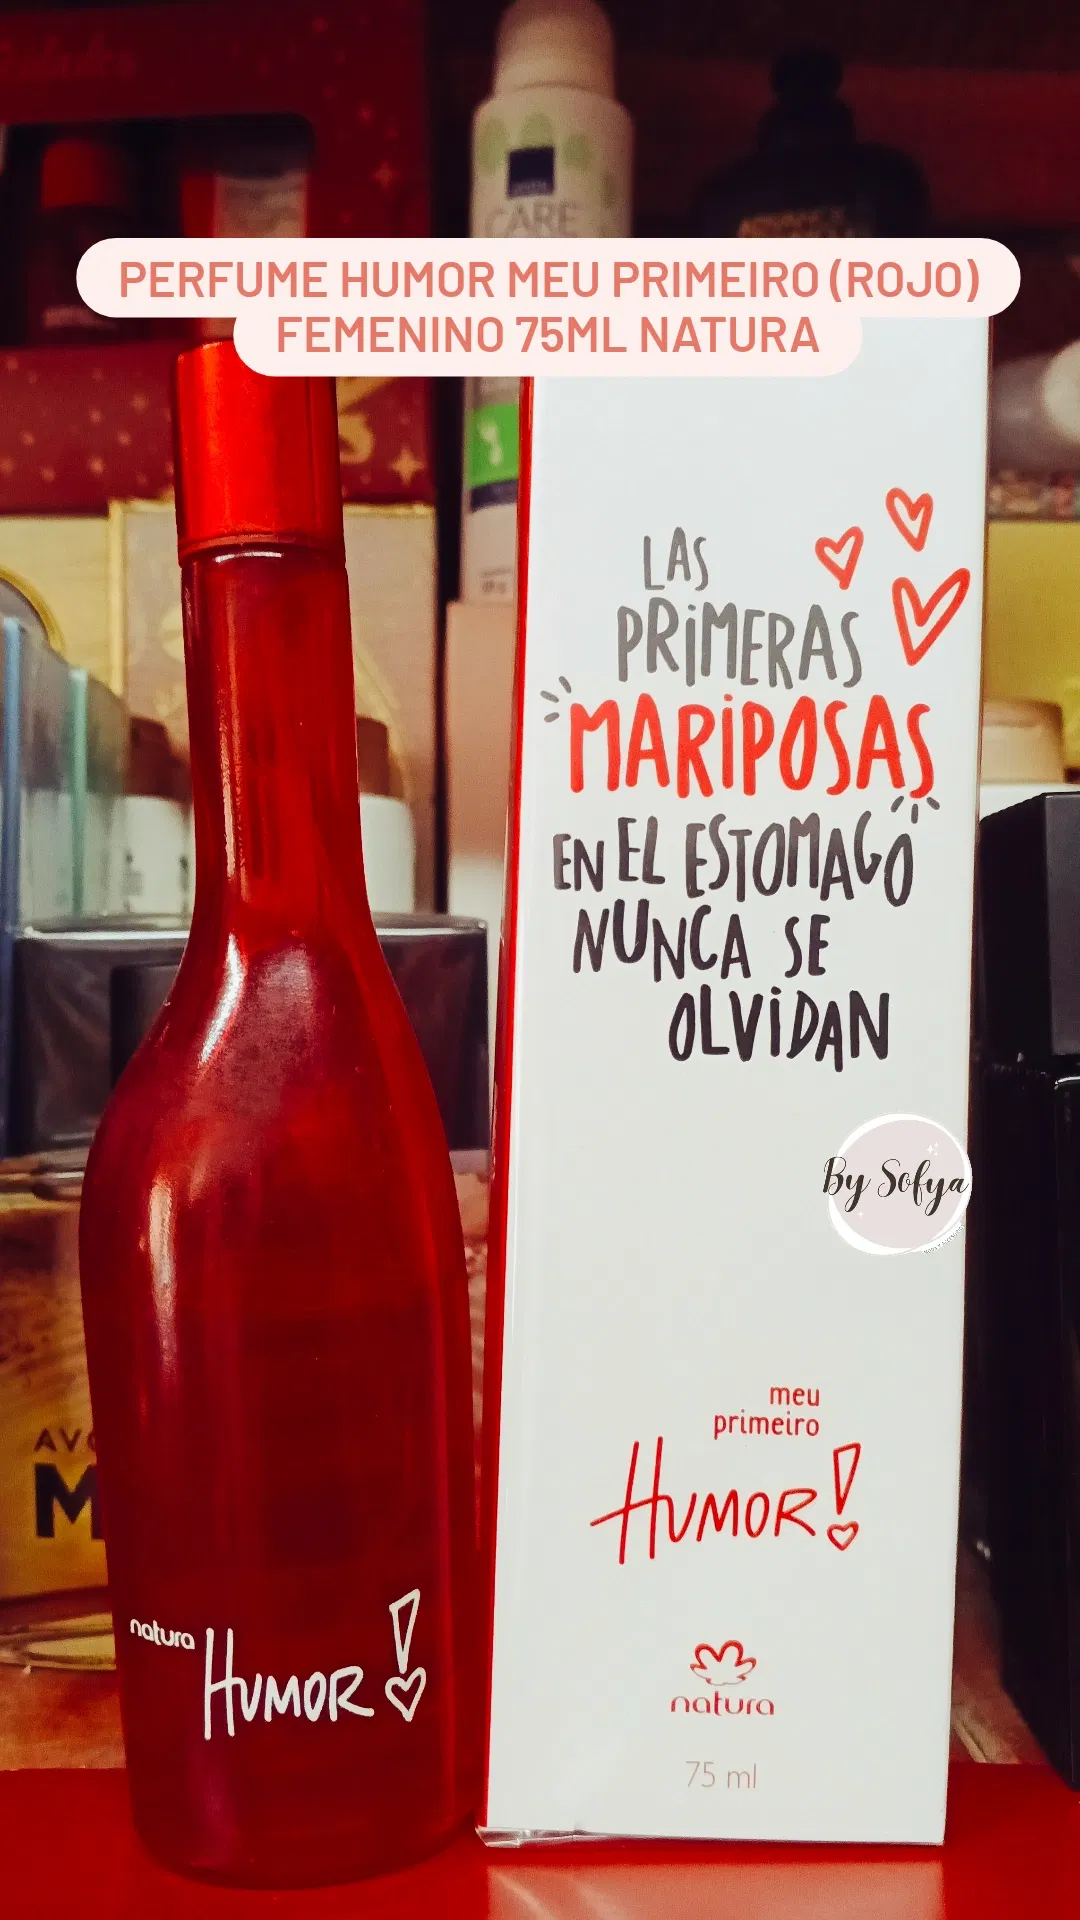 CARE
PERFUME HUMOR MEU PRIMEIRO (ROJO)
FEMENINO 75ML NATURA
LAS
PRIMERAS
MARIPOSAS
EN EL ESTOMAGO
NUNCA SE
OLVIDAN
By Sofya
meu
primeiro
HUMOR!
natura
75 ml
natura
HUMOR!
AVO
M